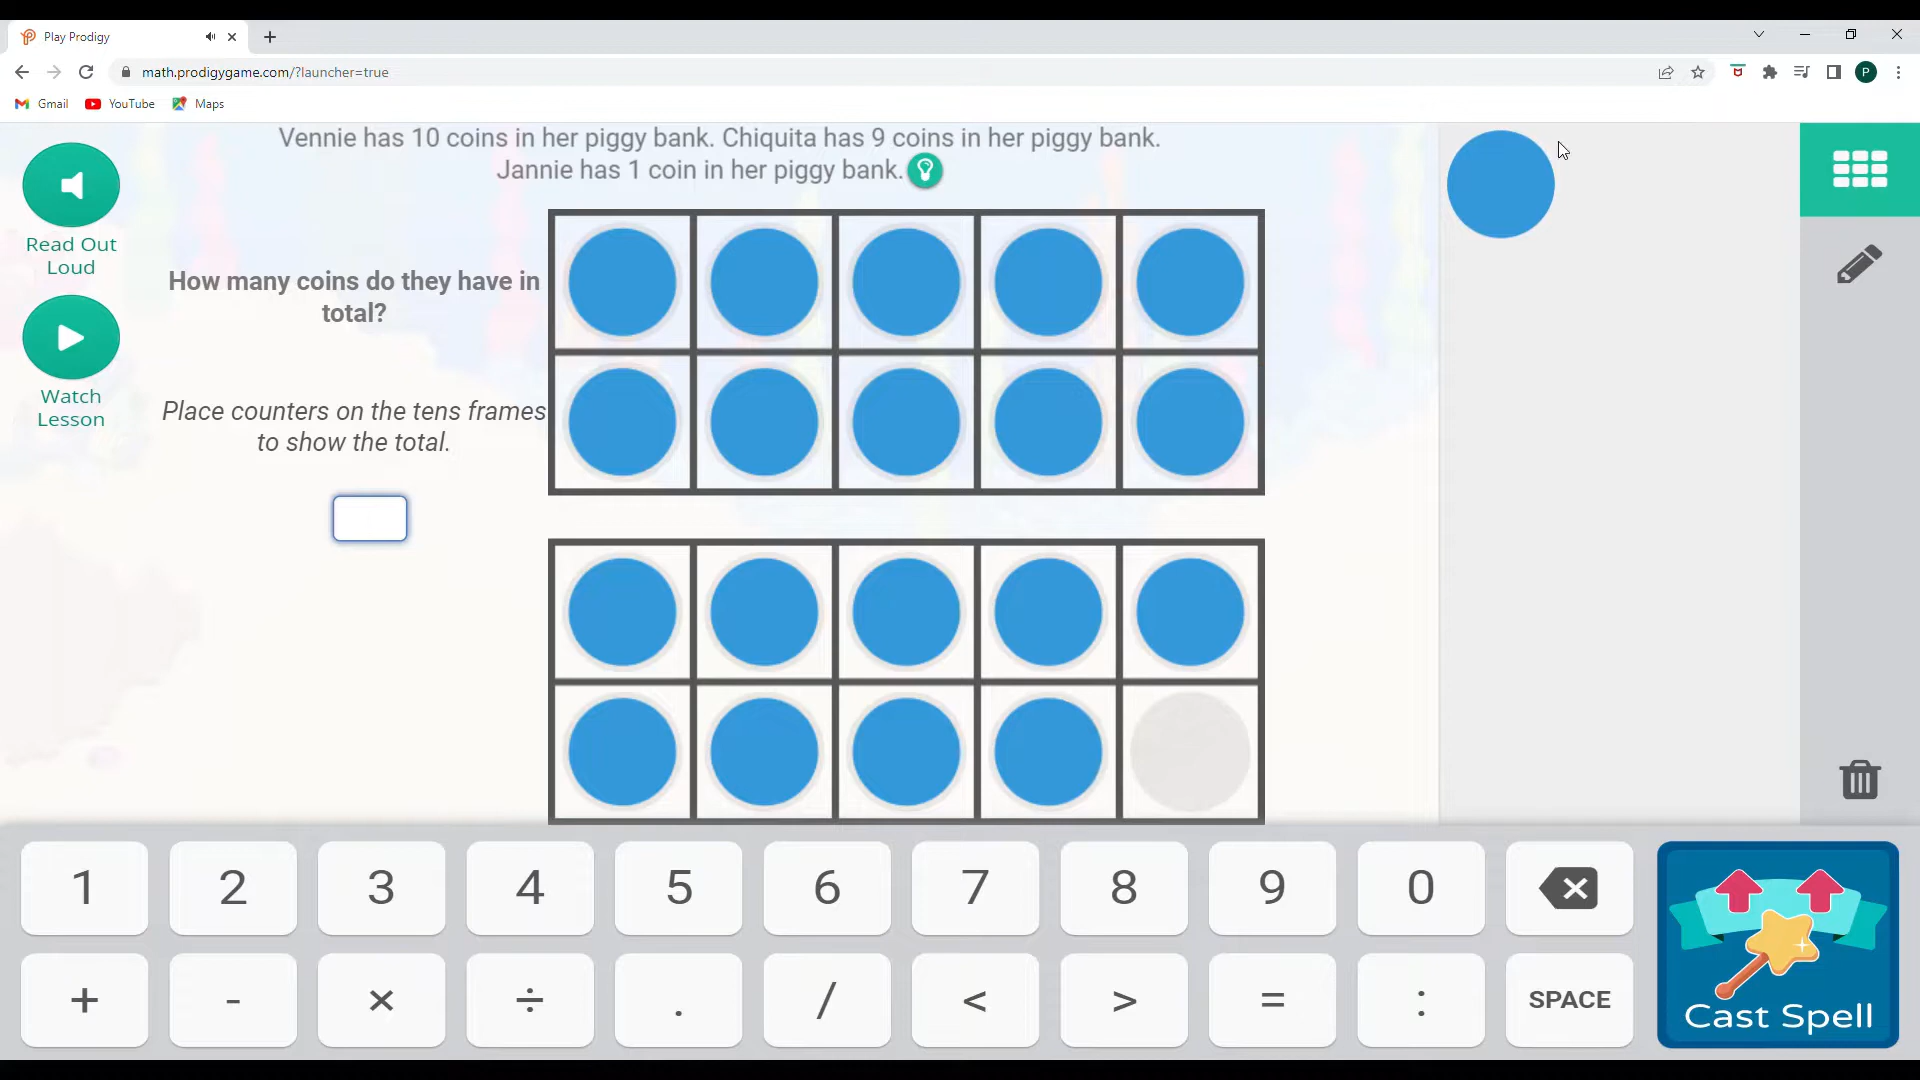 Play Prodigy
math.prodigygame.com/?launcher=true
P
Gmail
YouTube
Maps
Vennie has 10 coins in her piggy bank. Chiquita has 9 coins in her piggy bank.
Jannie has 1 coin in her piggy bank.
Read Out
Loud
How many coins do they have in
total?
Watch
Lesson
Place counters on the tens frames
to show the total.
1 2 3 4 5 6 7 8 9 0
+ - × ÷ . / < > = : SPACE
Cast Spell